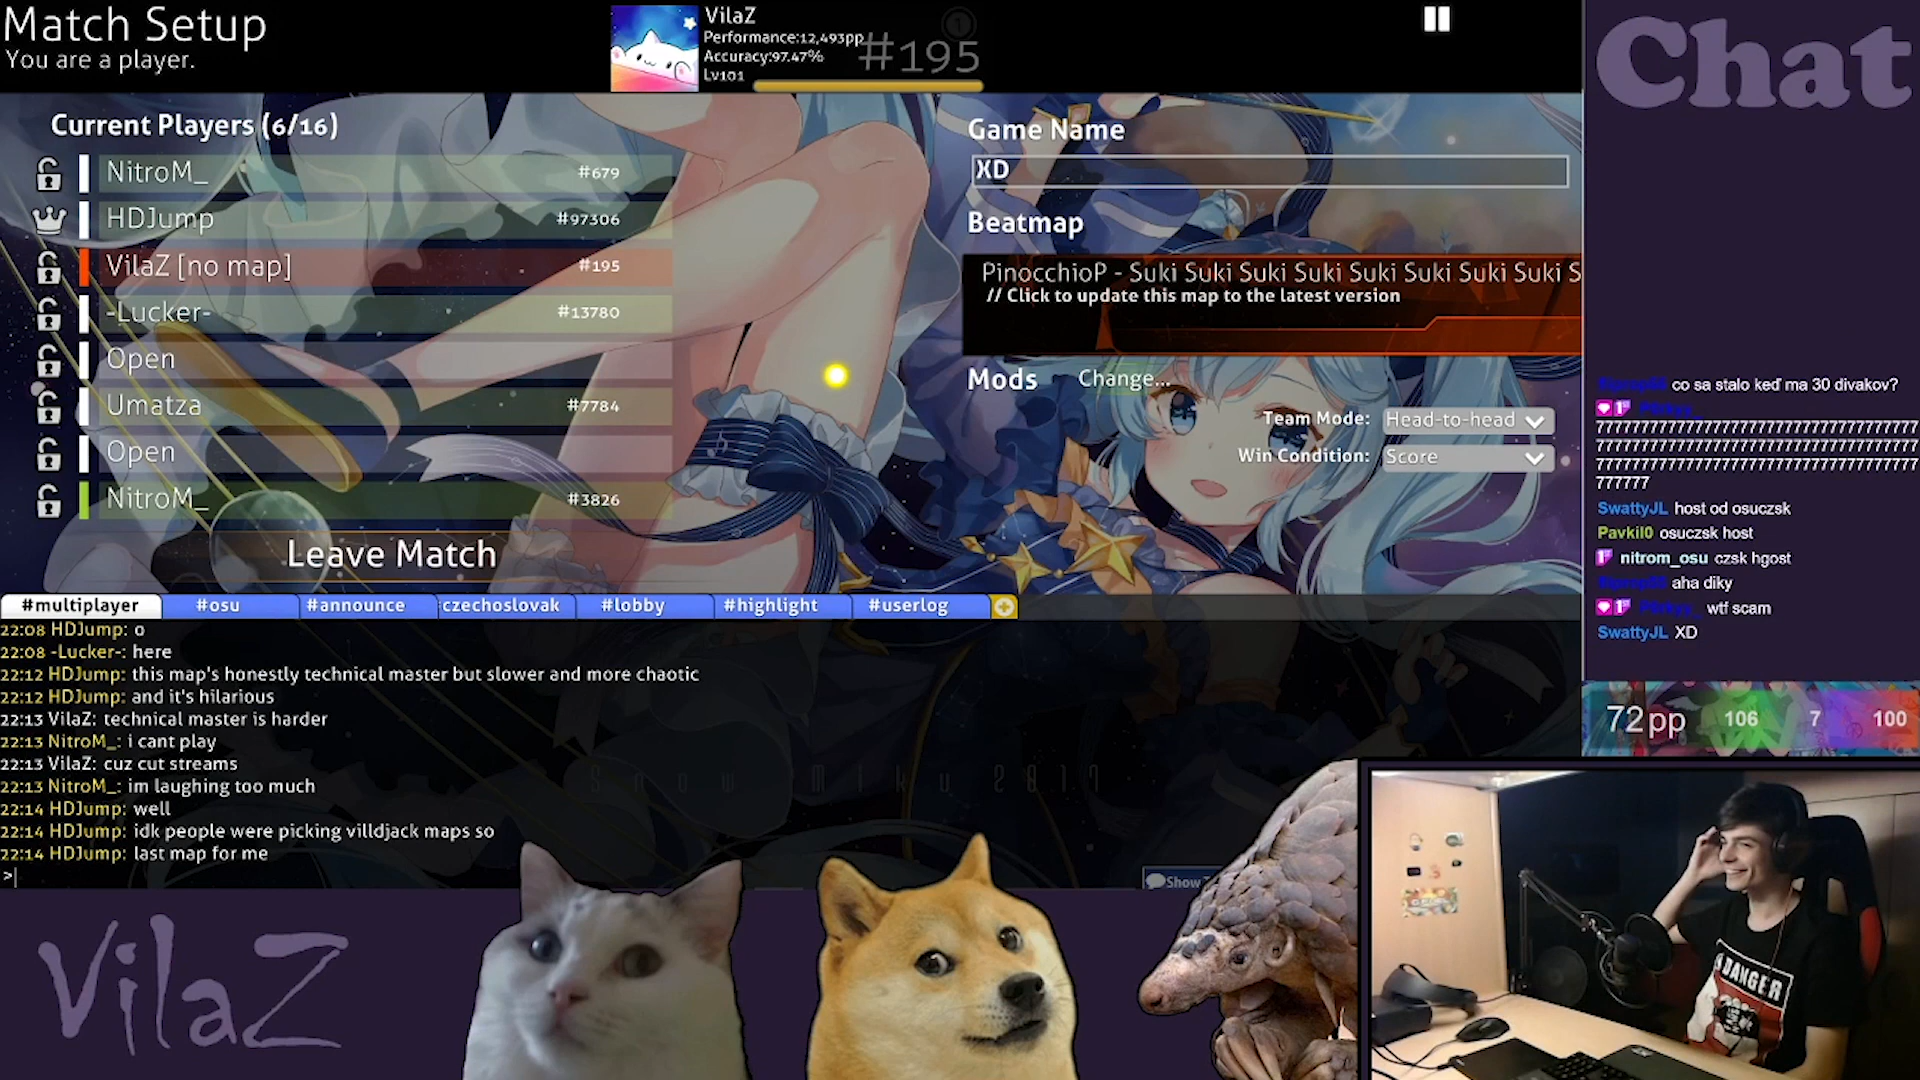 Match Setup
You are a player.
VilaZ
Performance:12,493pp
Accuracy:97.47%
Lv101
#195
1
Chat
Current Players (6/16)
NitroM_ #679
HDJump #97306
VilaZ [no map] #195
-Lucker- #13780
Open
Umatza #7784
Open
NitroM_ #3826
Leave Match
Game Name
XD
Beatmap
PinocchioP - Suki Suki Suki Suki Suki Suki Suki Suki S
// Click to update this map to the latest version
Mods Change...
Team Mode: Head-to-head
Win Condition: Score
#multiplayer #osu #announce czechoslovak #lobby #highlight #userlog
22:08 HDJump: o
22:08 -Lucker-: here
22:12 HDJump: this map's honestly technical master but slower and more chaotic
22:12 HDJump: and it's hilarious
22:13 VilaZ: technical master is harder
22:13 NitroM_: i cant play
22:13 VilaZ: cuz cut streams
22:13 NitroM_: im laughing too much
22:14 HDJump: well
22:14 HDJump: idk people were picking villdjack maps so
22:14 HDJump: last map for me
>
Snow Miku 2017
Show
co sa stalo keď ma 30 divakov?
SwattyJL host od osuczsk
Pavkil0 osuczsk host
nitrom_osu czsk hgost
aha diky
wtf scam
SwattyJL XD
72pp 106 7 100
VilaZ
DANGER